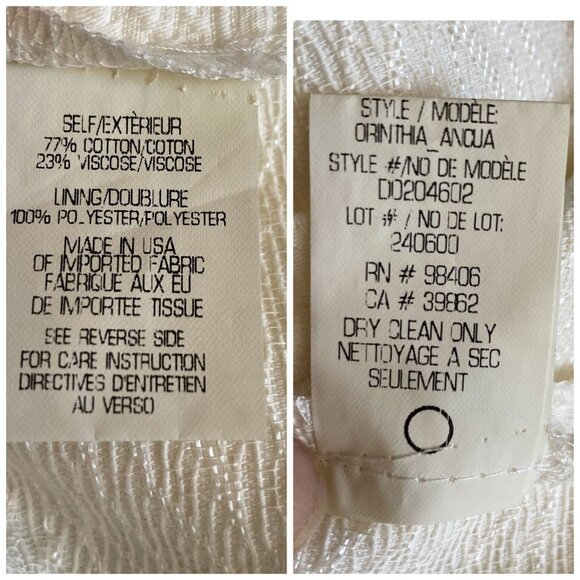 SELF/EXTÈRIEUR
77% COTTON/COTON
23% VISCOSE/VISCOSE
LINING/DOUBLURE
100% POLYESTER/POLYESTER
MADE IN USA
OF IMPORTED FABRIC
FABRIQUE AUX EU
DE IMPORTEE TISSUE
SEE REVERSE SIDE
FOR CARE INSTRUCTION
DIRECTIVES D'ENTRETIEN
AU VERSO
STYLE / MODÈLE:
ORINTHIA_ANCUA
STYLE #/NO DE MODÈLE
DO204602
LOT # / NO DE LOT:
240600
RN # 98406
CA # 39862
DRY CLEAN ONLY
NETTOYAGE A SEC
SEULEMENT